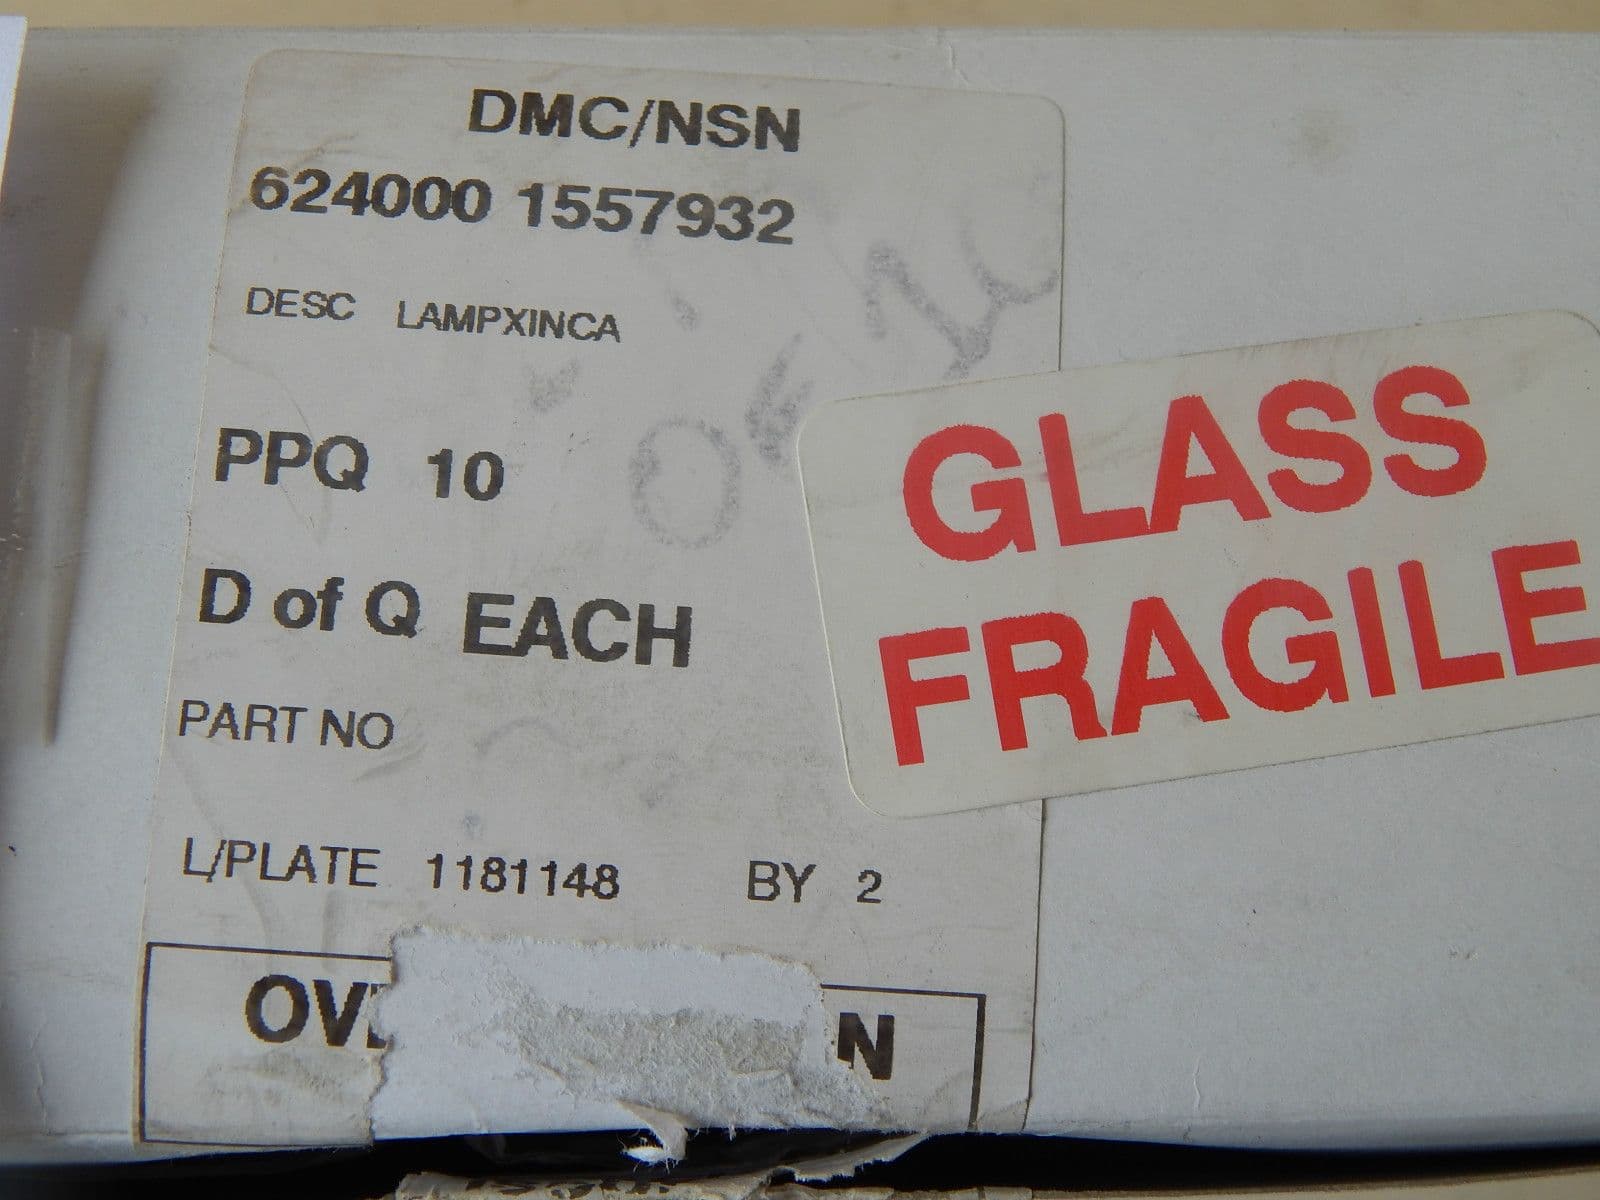 DMC/NSN
624000 1557932
DESC LAMPXINCA
PPQ 10
D of Q EACH
PART NO
L/PLATE 1181148 BY 2
GLASS
FRAGILE